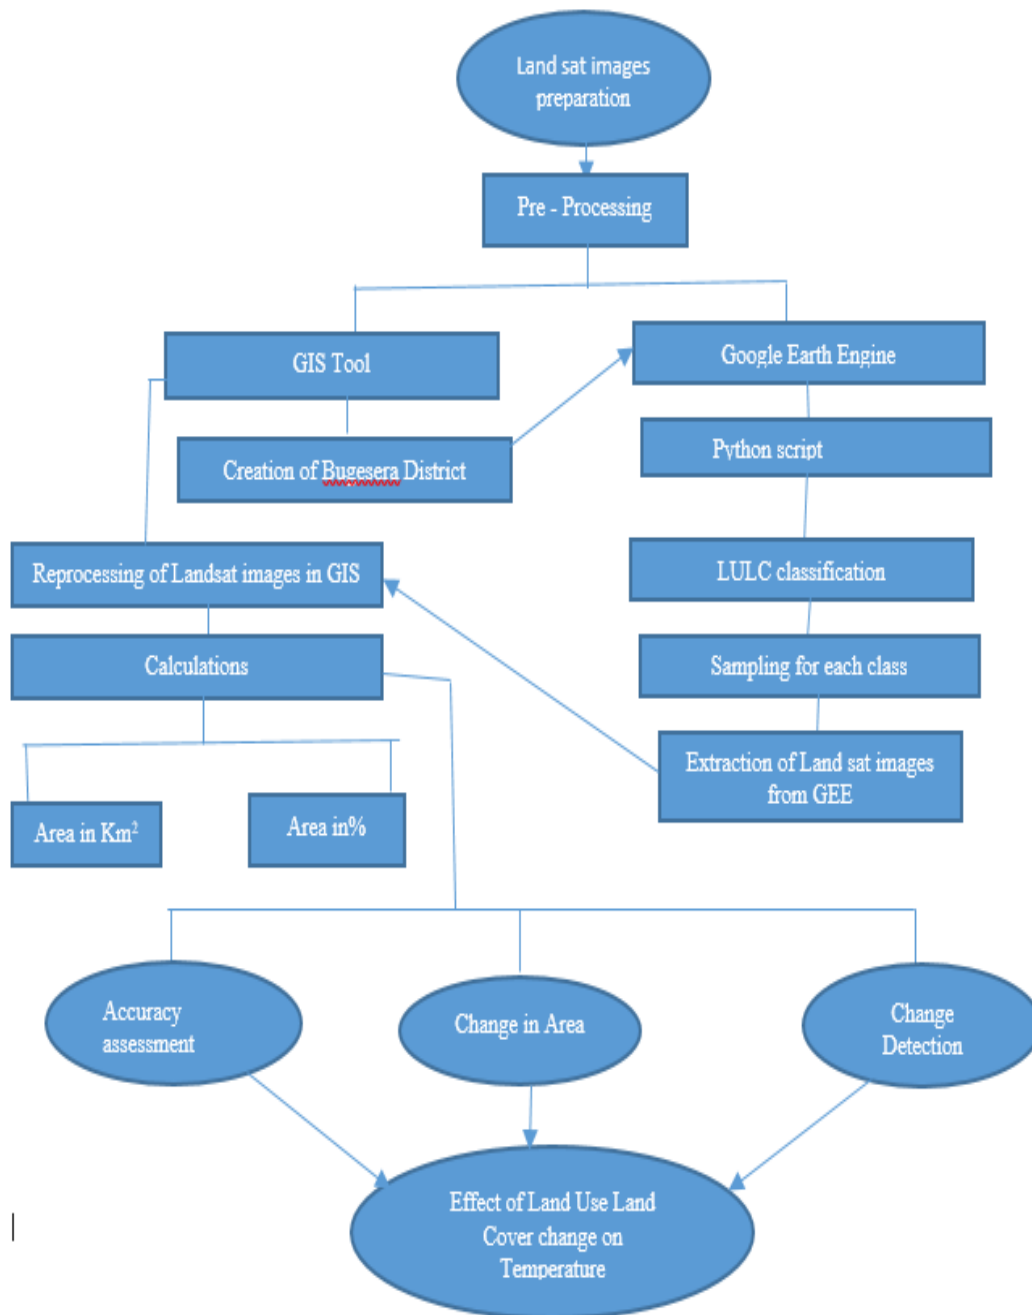 Land sat images
preparation
Pre - Processing
GIS Tool
Google Earth Engine
Creation of Bugesera District
Python script
Reprocessing of Landsat images in GIS
LULC classification
Calculations
Sampling for each class
Extraction of Land sat images
from GEE
Area in Km²
Area in%
Accuracy
assessment
Change in Area
Change
Detection
Effect of Land Use Land
Cover change on
Temperature